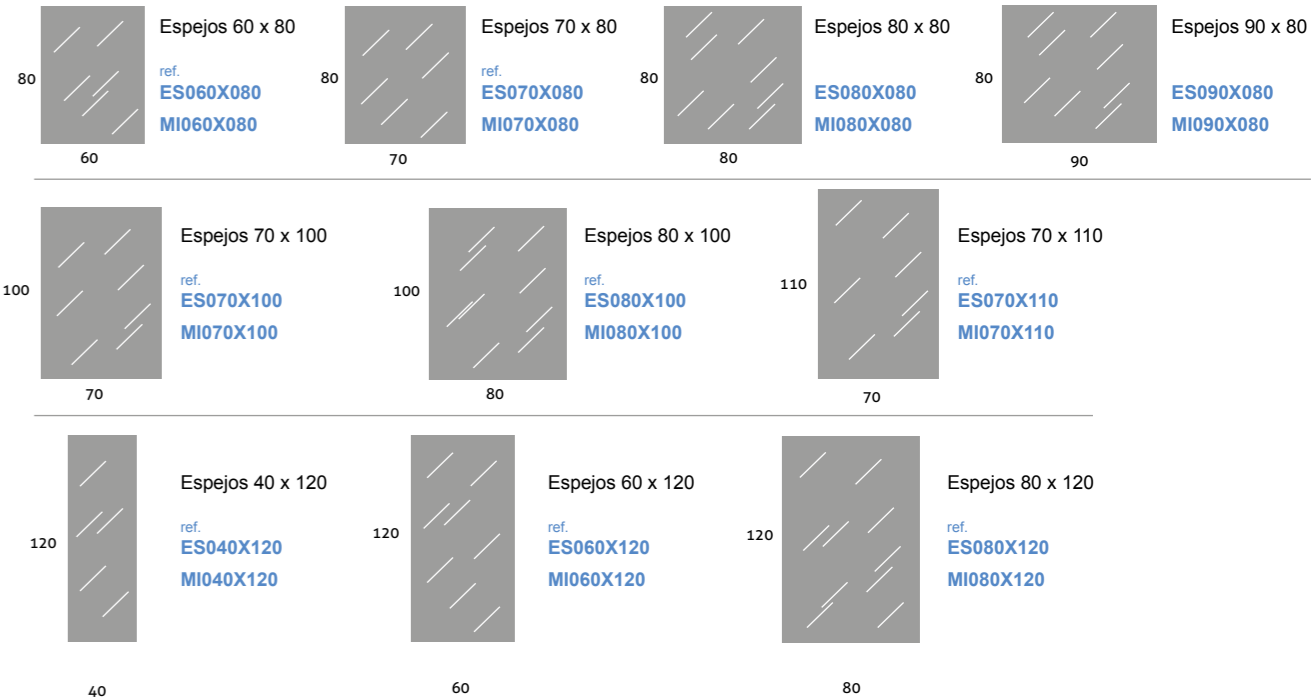 Espejos 60 x 80
ref.
80
ES060X080
MI060X080
60
Espejos 70 x 80
ref.
80
ES070X080
MI070X080
70
Espejos 80 x 80
80
ES080X080
MI080X080
80
Espejos 90 x 80
80
ES090X080
MI090X080
90
Espejos 70 x 100
ref.
100
ES070X100
MI070X100
70
Espejos 80 x 100
ref.
100
ES080X100
MI080X100
80
Espejos 70 x 110
ref.
110
ES070X110
MI070X110
70
Espejos 40 x 120
ref.
120
ES040X120
MI040X120
40
Espejos 60 x 120
ref.
120
ES060X120
MI060X120
60
Espejos 80 x 120
ref.
120
ES080X120
MI080X120
80